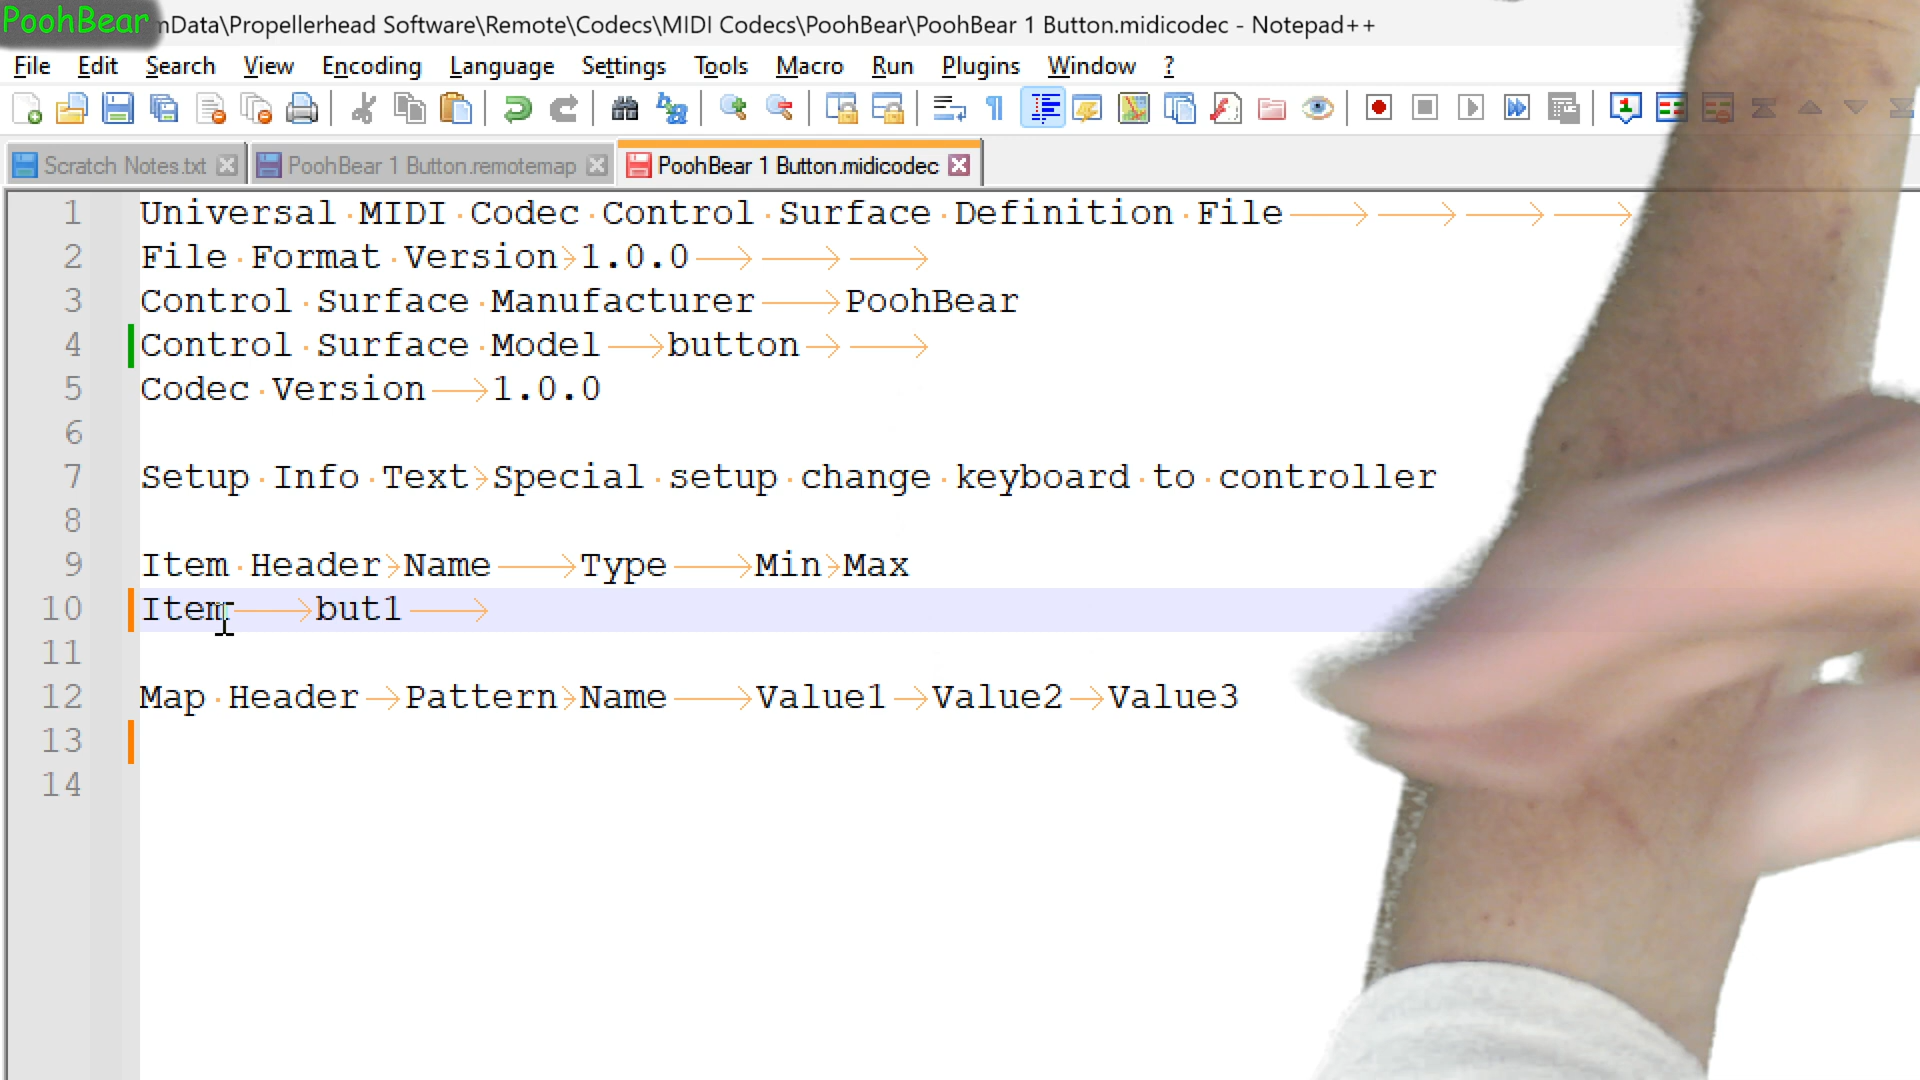 PoohBear mData\Propellerhead Software\Remote\Codecs\MIDI Codecs\PoohBear\PoohBear 1 Button.midicodec - Notepad++
File Edit Search View Encoding Language Settings Tools Macro Run Plugins Window ?
Scratch Notes.txt PoohBear 1 Button.remotemap PoohBear 1 Button.midicodec
1 Universal MIDI Codec Control Surface Definition File
2 File Format Version 1.0.0
3 Control Surface Manufacturer PoohBear
4 Control Surface Model button
5 Codec Version 1.0.0
6
7 Setup Info Text Special setup change keyboard to controller
8
9 Item Header Name Type Min Max
10 Item but1
11
12 Map Header Pattern Name Value1 Value2 Value3
13
14